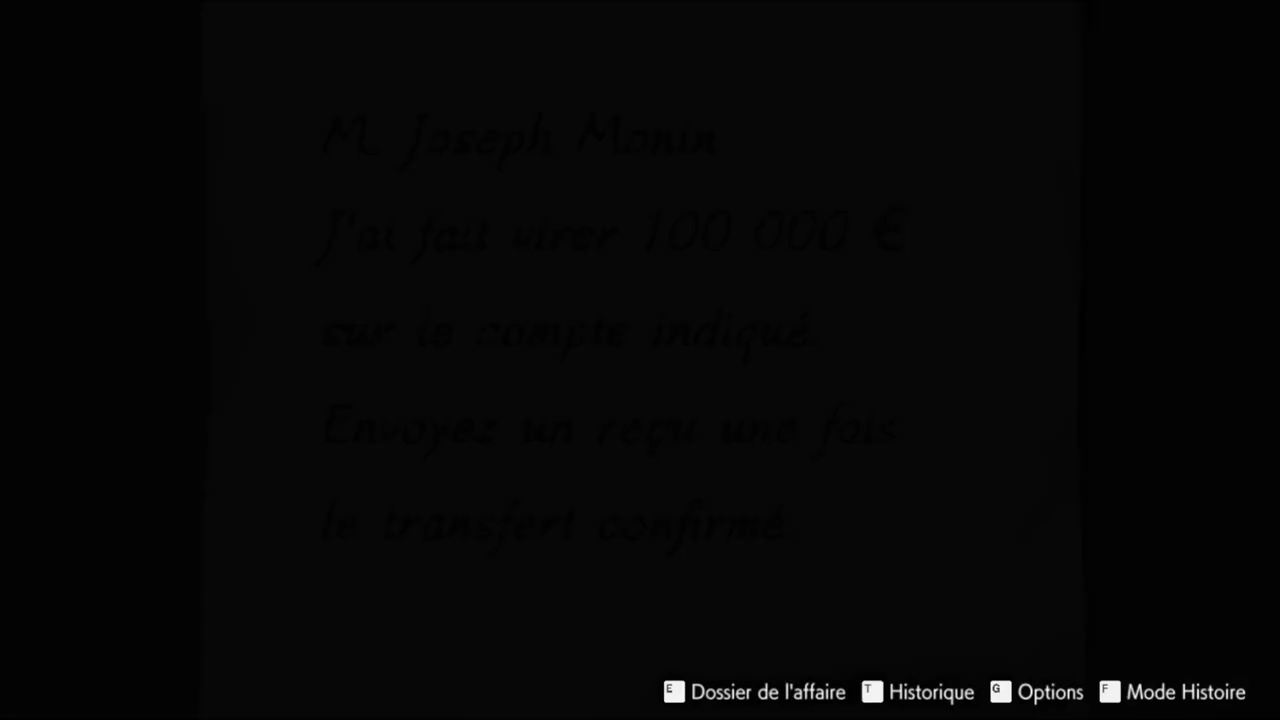 M. Joseph Monin
J'ai fait virer 100 000 €
sur le compte indiqué.
Envoyez un reçu une fois
le transfert confirmé.
E Dossier de l'affaire T Historique G Options F Mode Histoire